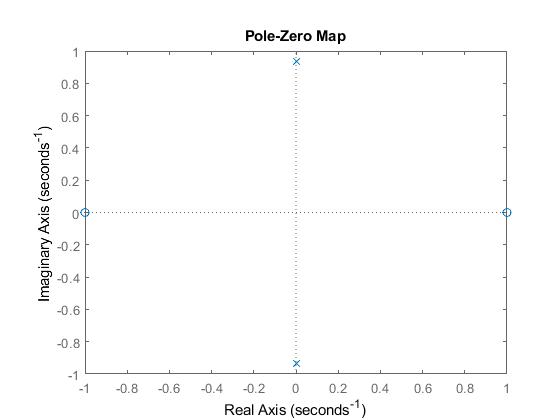 Pole-Zero Map
1
0.8
0.6
0.4
0.2
0
-0.2
-0.4
-0.6
-0.8
-1
Imaginary Axis (seconds-1)
-1 -0.8 -0.6 -0.4 -0.2 0 0.2 0.4 0.6 0.8 1
Real Axis (seconds-1)